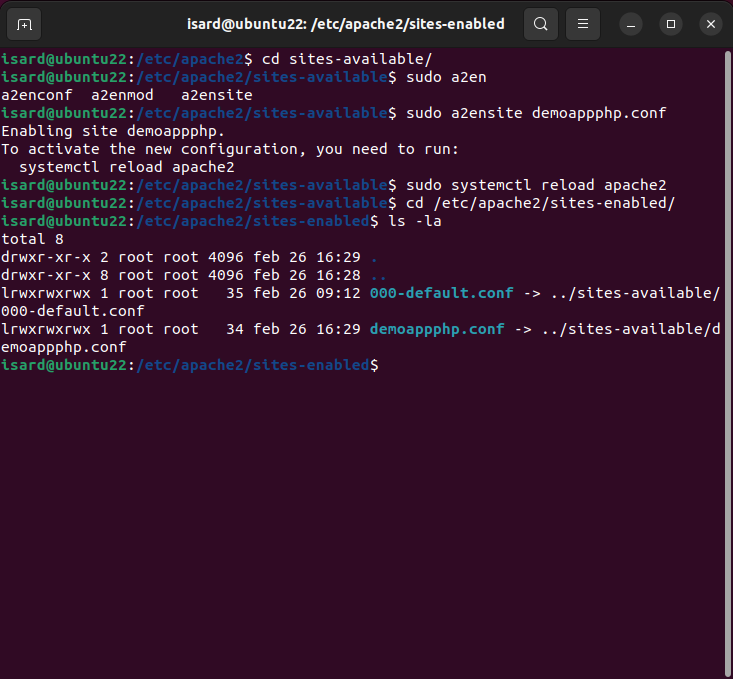 isard@ubuntu22: /etc/apache2/sites-enabled
isard@ubuntu22:/etc/apache2$ cd sites-available/
isard@ubuntu22:/etc/apache2/sites-available$ sudo a2en
a2enconf  a2enmod   a2ensite
isard@ubuntu22:/etc/apache2/sites-available$ sudo a2ensite demoappphp.conf
Enabling site demoappphp.
To activate the new configuration, you need to run:
  systemctl reload apache2
isard@ubuntu22:/etc/apache2/sites-available$ sudo systemctl reload apache2
isard@ubuntu22:/etc/apache2/sites-available$ cd /etc/apache2/sites-enabled/
isard@ubuntu22:/etc/apache2/sites-enabled$ ls -la
total 8
drwxr-xr-x 2 root root 4096 feb 26 16:29 .
drwxr-xr-x 8 root root 4096 feb 26 16:28 ..
lrwxrwxrwx 1 root root   35 feb 26 09:12 000-default.conf -> ../sites-available/
000-default.conf
lrwxrwxrwx 1 root root   34 feb 26 16:29 demoappphp.conf -> ../sites-available/d
emoappphp.conf
isard@ubuntu22:/etc/apache2/sites-enabled$